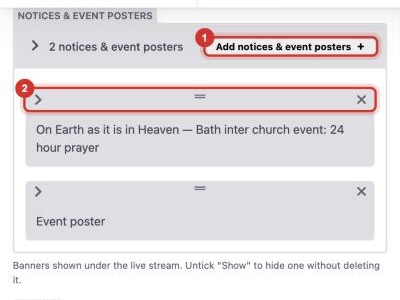 NOTICES & EVENT POSTERS
2 notices & event posters
1
Add notices & event posters +
2
On Earth as it is in Heaven — Bath inter church event: 24
hour prayer
Event poster
Banners shown under the live stream. Untick "Show" to hide one without deleting
it.